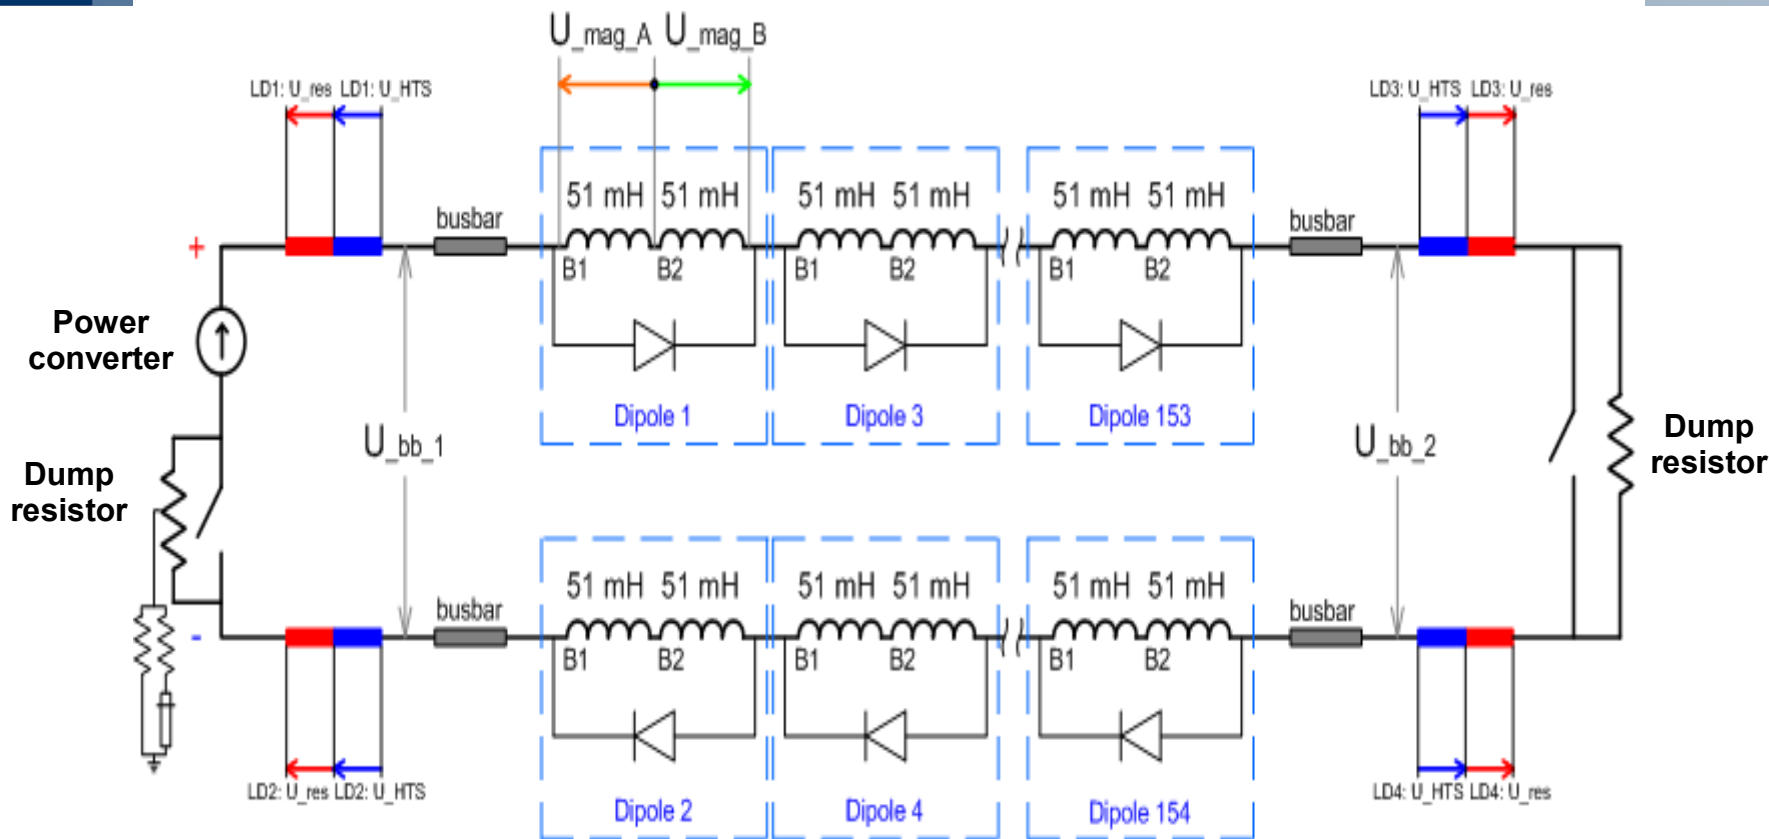 U_mag_A U_mag_B
LD1: U_res LD1: U_HTS
LD3: U_HTS LD3: U_res
51 mH 51 mH
51 mH 51 mH
51 mH 51 mH
busbar
busbar
+
B1 B2
B1 B2
B1 B2
Power
converter
Dipole 1
Dipole 3
Dipole 153
U_bb_1
U_bb_2
Dump
resistor
Dump
resistor
51 mH 51 mH
51 mH 51 mH
51 mH 51 mH
busbar
busbar
-
B1 B2
B1 B2
B1 B2
LD2: U_res LD2: U_HTS
LD4: U_HTS LD4: U_res
Dipole 2
Dipole 4
Dipole 154